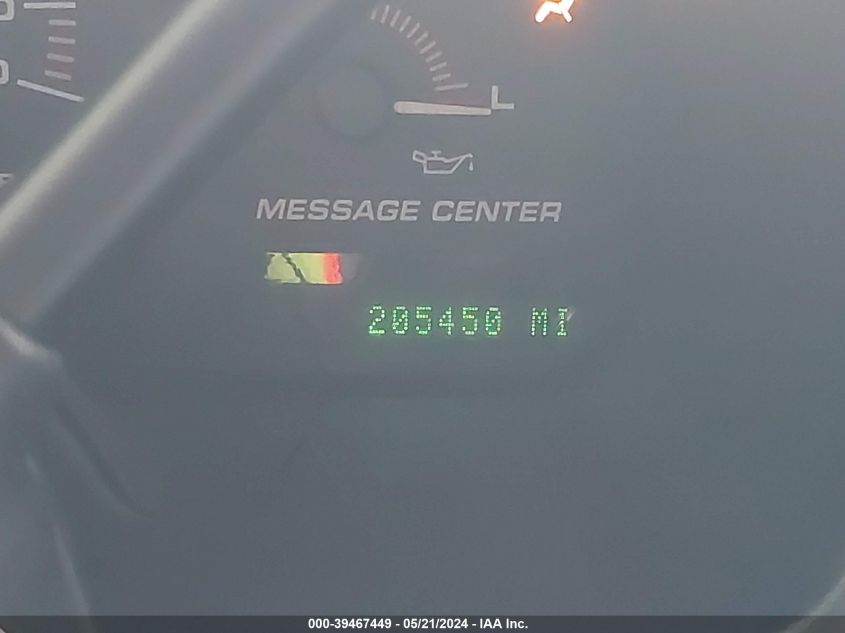 L
MESSAGE CENTER
205450 MI
000-39467449 - 05/21/2024 - IAA Inc.